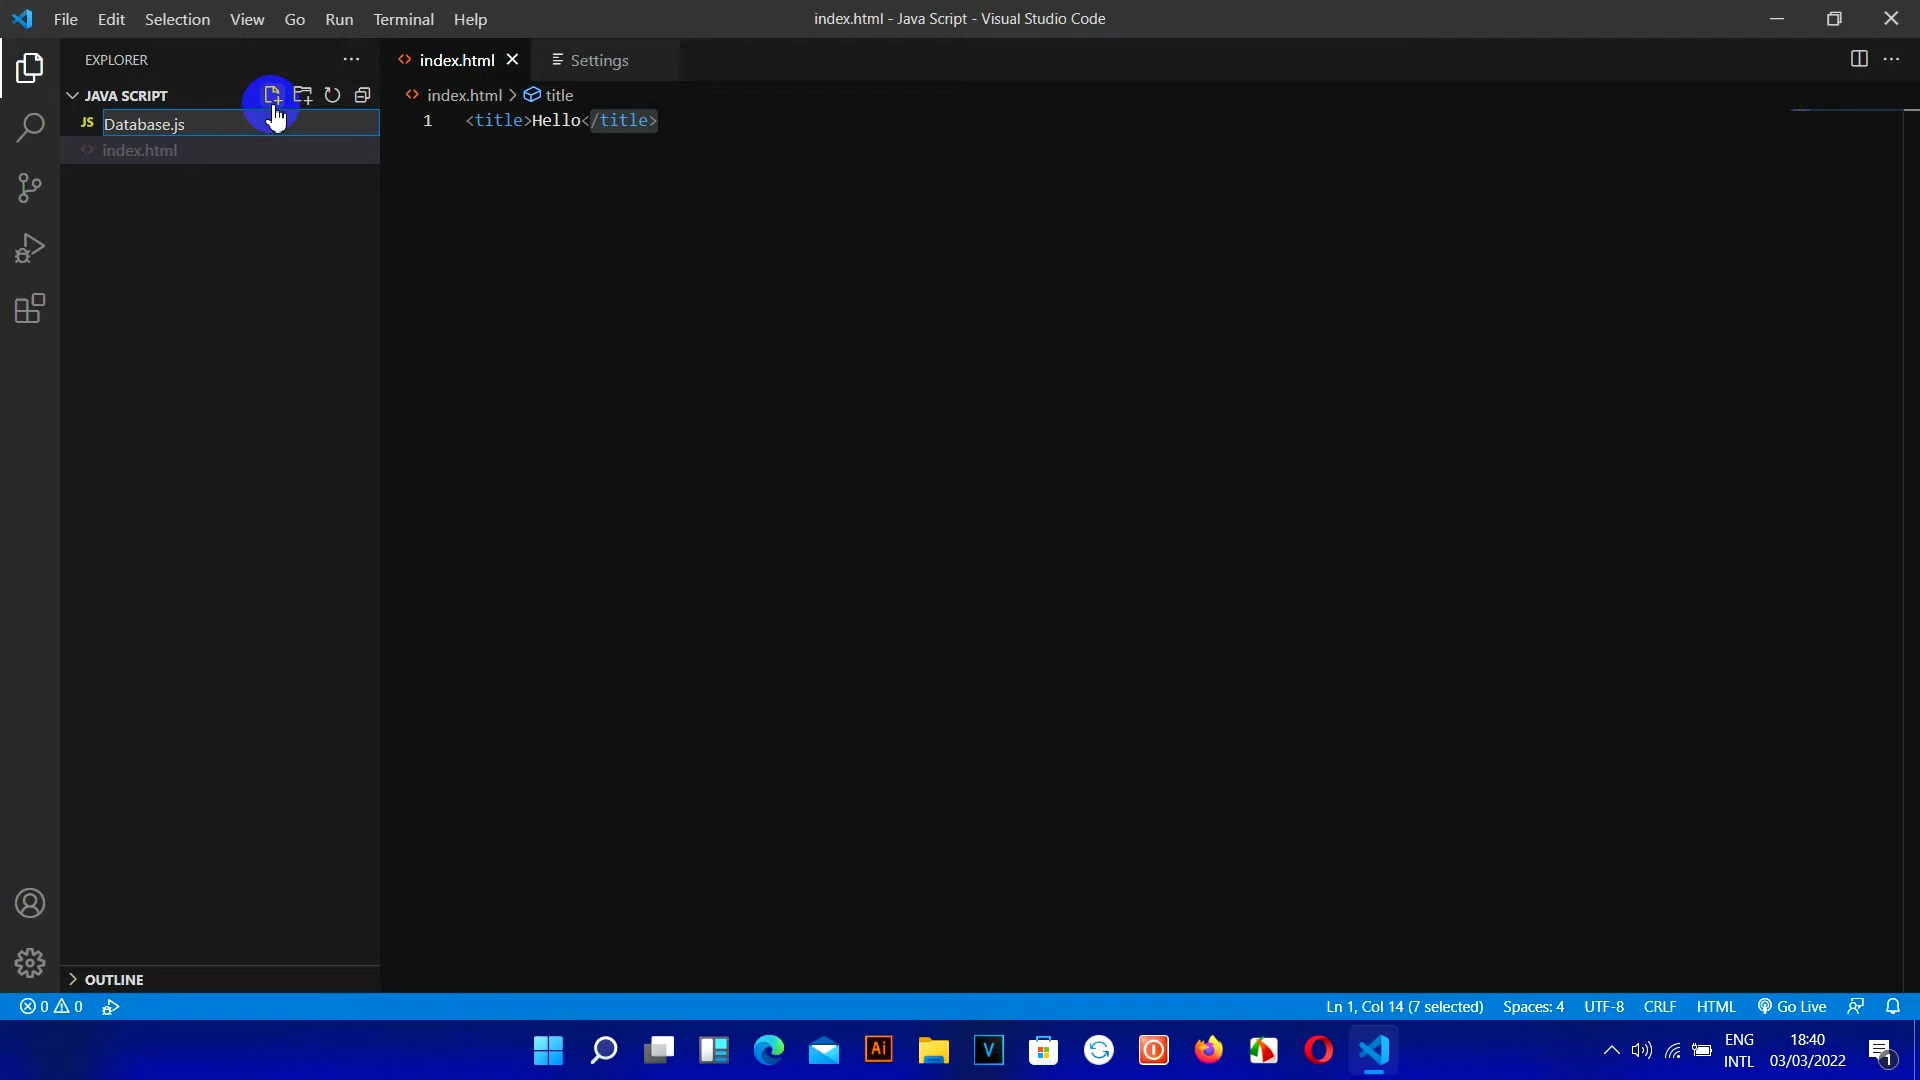 File Edit Selection View Go Run Terminal Help
index.html - Java Script - Visual Studio Code
EXPLORER
index.html
Settings
JAVA SCRIPT
index.html > title
JS Database.js
1 <title>Hello</title>
index.html
OUTLINE
0 0
Ln 1, Col 14 (7 selected) Spaces: 4 UTF-8 CRLF HTML Go Live
Ai
V
ENG
INTL
18:40
03/03/2022
1